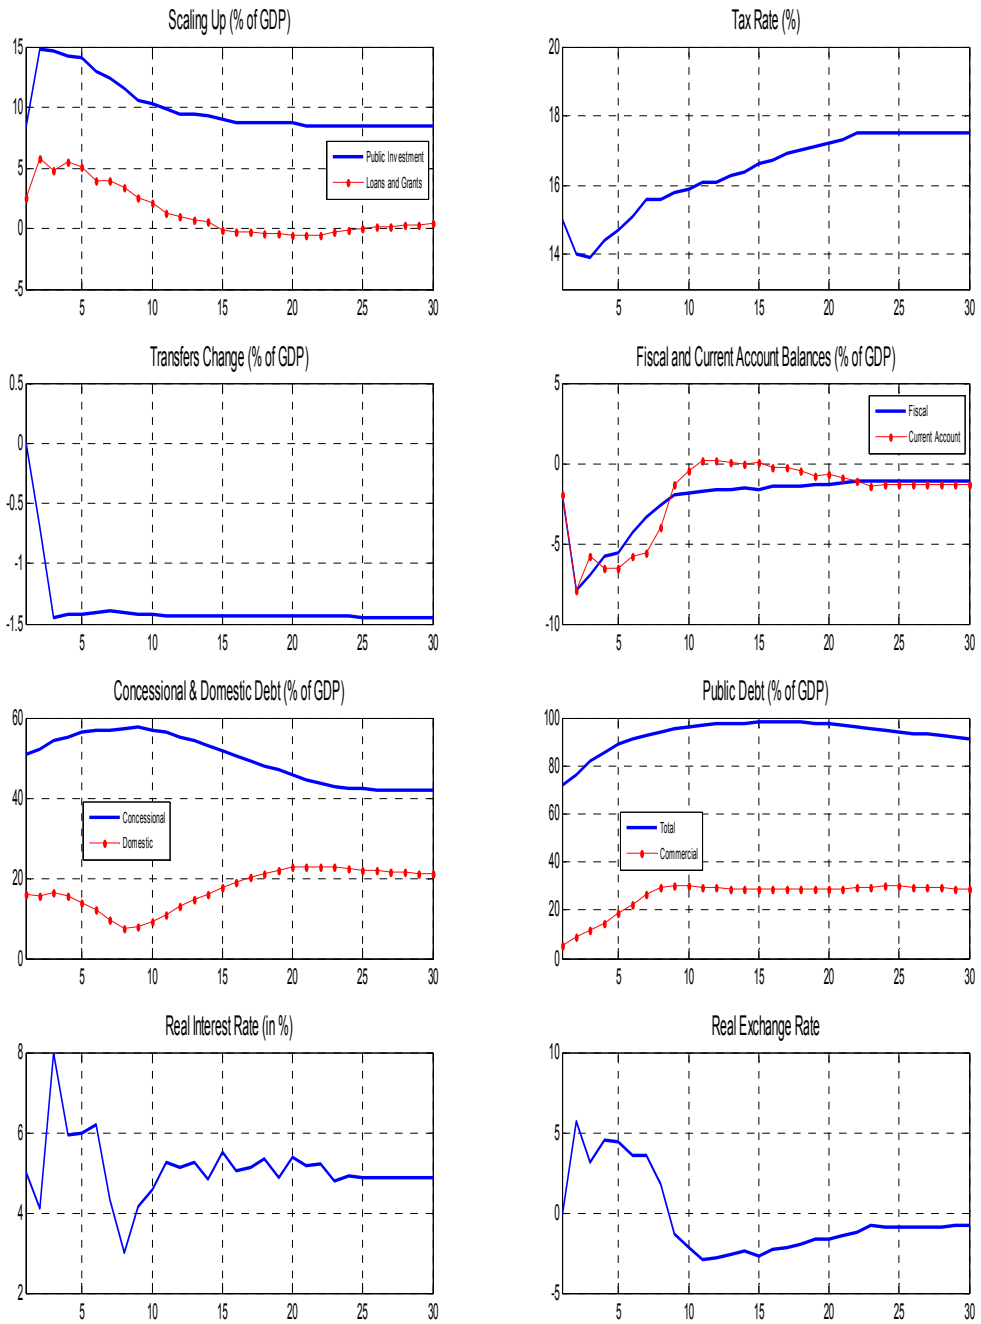 Scaling Up (% of GDP)
15
10
5
0
-5
Public Investment
Loans and Grants
5 10 15 20 25 30
Tax Rate (%)
20
18
16
14
5 10 15 20 25 30
Transfers Change (% of GDP)
0.5
0
-0.5
-1
-1.5
5 10 15 20 25 30
Fiscal and Current Account Balances (% of GDP)
5
0
-5
-10
Fiscal
Current Account
5 10 15 20 25 30
Concessional & Domestic Debt (% of GDP)
60
40
20
0
Concessional
Domestic
5 10 15 20 25 30
Public Debt (% of GDP)
100
80
60
40
20
0
Total
Commercial
5 10 15 20 25 30
Real Interest Rate (in %)
8
6
4
2
5 10 15 20 25 30
Real Exchange Rate
10
5
0
-5
5 10 15 20 25 30